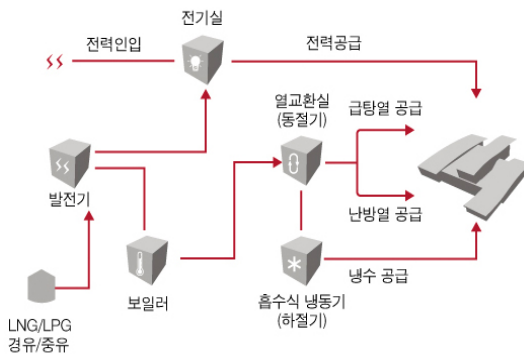 전기실
전력인입
전력공급
열교환실
(동절기)
급탕열 공급
발전기
난방열 공급
보일러
냉수 공급
흡수식 냉동기
(하절기)
LNG/LPG
경유/중유